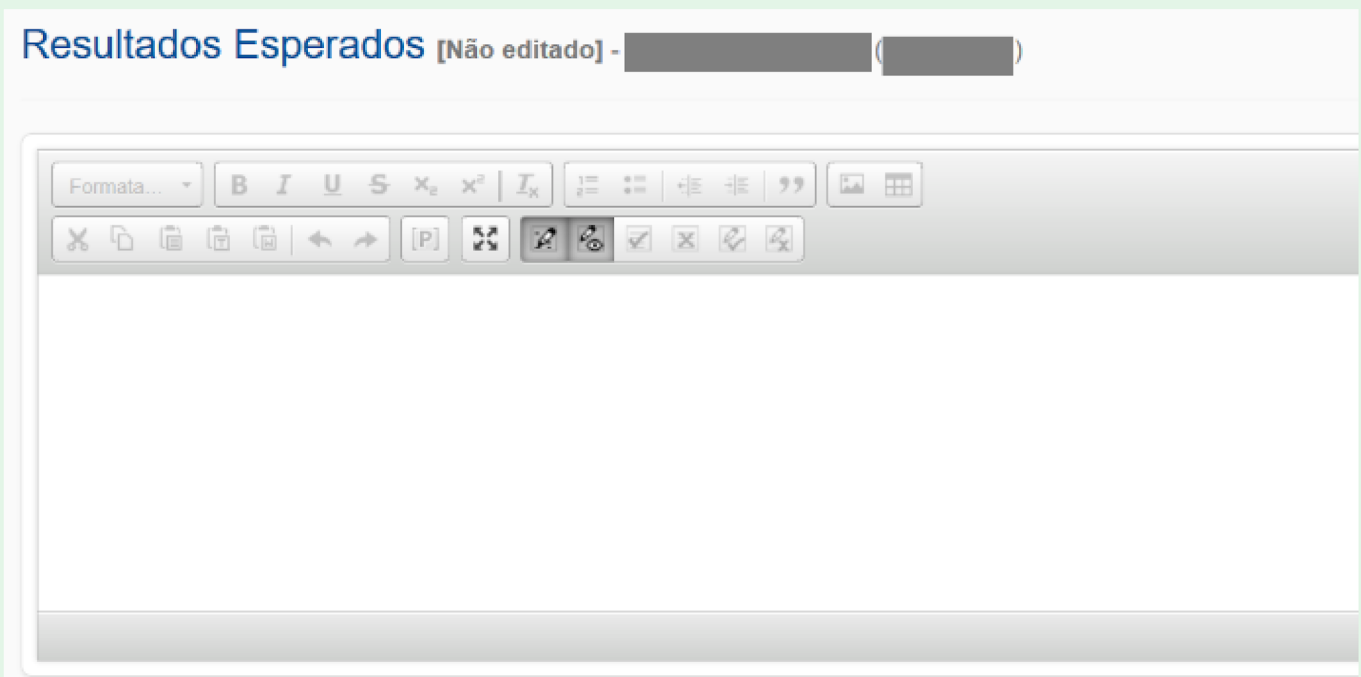 Resultados Esperados [Não editado] - ( )
Formata... B I U S x₂ x² Iₓ
[P]